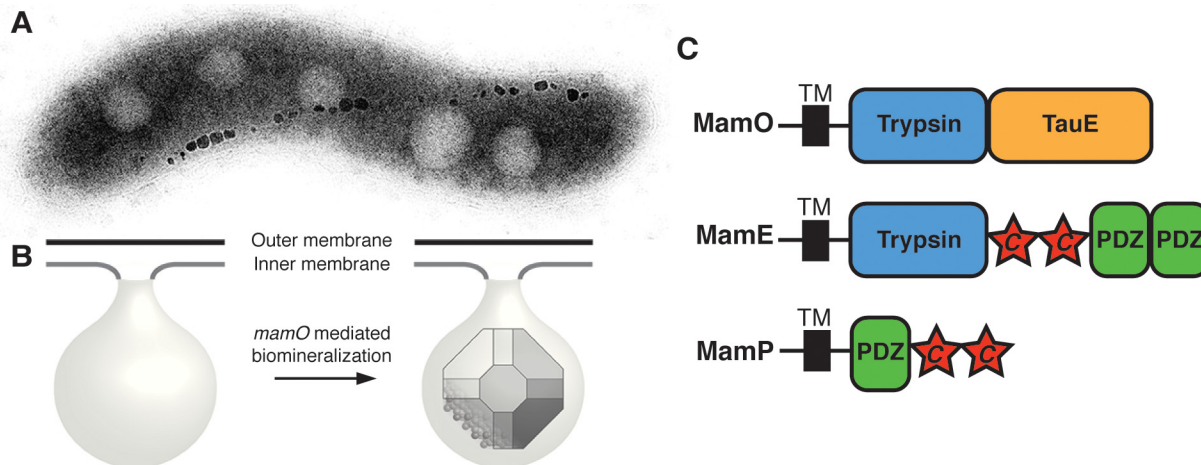 A
B
Outer membrane
Inner membrane
mamO mediated
biomineralization
C
TM
MamO
Trypsin
TauE
TM
MamE
Trypsin
C
C
PDZ
PDZ
TM
MamP
PDZ
C
C